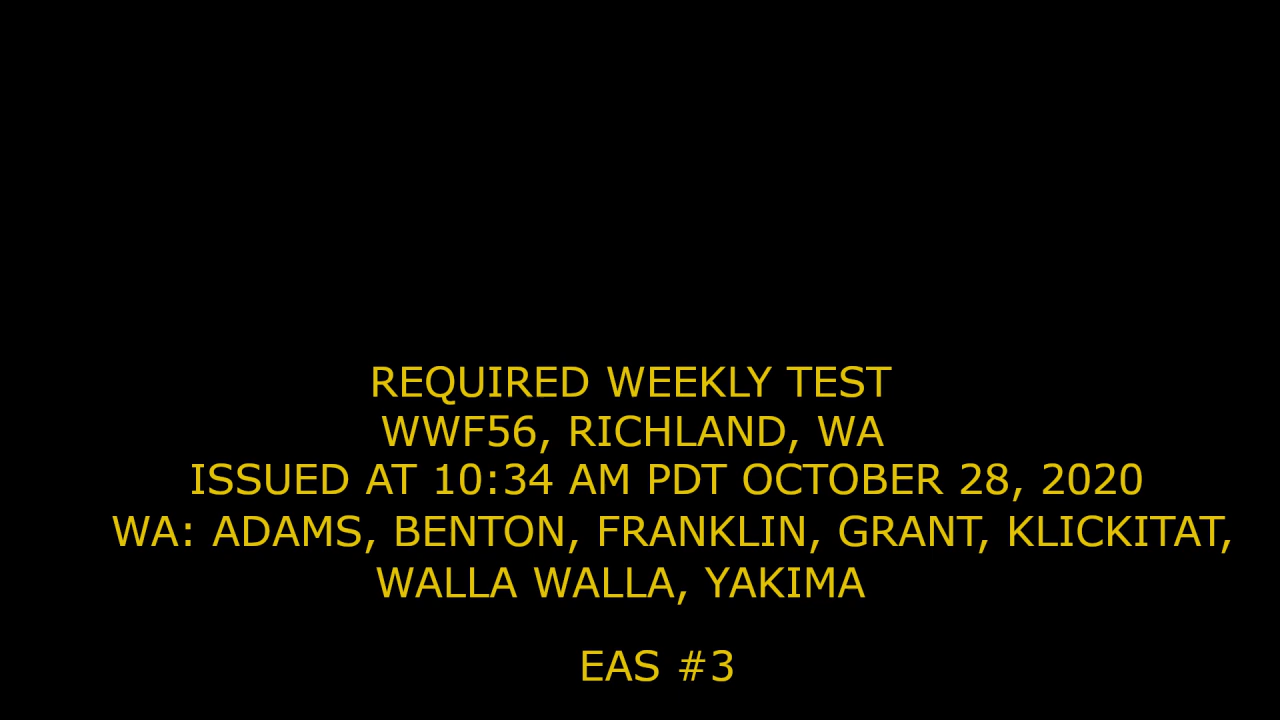 REQUIRED WEEKLY TEST
WWF56, RICHLAND, WA
ISSUED AT 10:34 AM PDT OCTOBER 28, 2020
WA: ADAMS, BENTON, FRANKLIN, GRANT, KLICKITAT,
WALLA WALLA, YAKIMA
EAS #3